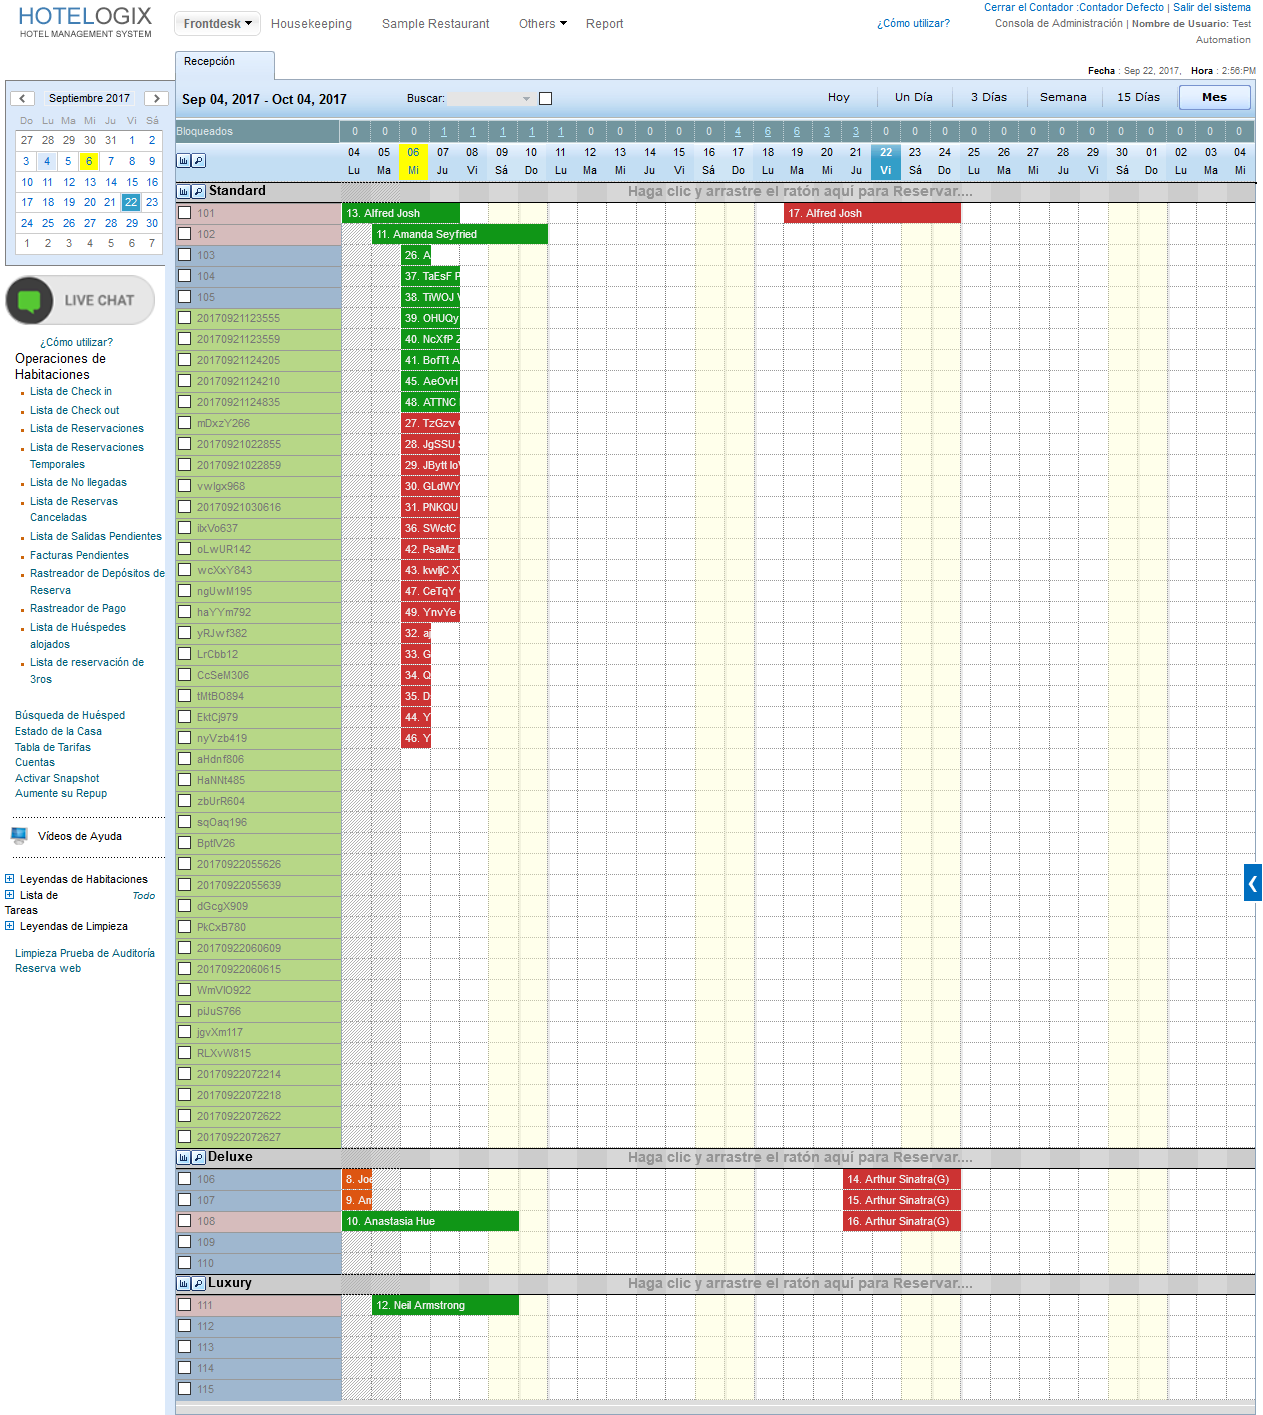 HOTELOGIX
HOTEL MANAGEMENT SYSTEM
Frontdesk
Housekeeping
Sample Restaurant
Others
Report
¿Cómo utilizar?
Cerrar el Contador :Contador Defecto | Salir del sistema
Consola de Administración | Nombre de Usuario: Test
Automation
Recepción
Fecha : Sep 22, 2017, Hora : 2:56:PM
Septiembre 2017
Do Lu Ma Mi Ju Vi Sá
27 28 29 30 31 1 2
3 4 5 6 7 8 9
10 11 12 13 14 15 16
17 18 19 20 21 22 23
24 25 26 27 28 29 30
1 2 3 4 5 6 7
LIVE CHAT
¿Cómo utilizar?
Operaciones de
Habitaciones
Lista de Check in
Lista de Check out
Lista de Reservaciones
Lista de Reservaciones
Temporales
Lista de No llegadas
Lista de Reservas
Canceladas
Lista de Salidas Pendientes
Facturas Pendientes
Rastreador de Depósitos de
Reserva
Rastreador de Pago
Lista de Huéspedes
alojados
Lista de reservación de
3ros
Búsqueda de Huésped
Estado de la Casa
Tabla de Tarifas
Cuentas
Activar Snapshot
Aumente su Repup
Vídeos de Ayuda
Leyendas de Habitaciones
Lista de Todo
Tareas
Leyendas de Limpieza
Limpieza Prueba de Auditoría
Reserva web
Sep 04, 2017 - Oct 04, 2017
Buscar:
Hoy
Un Día
3 Días
Semana
15 Días
Mes
Bloqueados 0 0 0 1 1 1 1 1 0 0 0 0 0 4 6 6 3 3 0 0 0 0 0 0 0 0 0 0 0 0 0
04 05 06 07 08 09 10 11 12 13 14 15 16 17 18 19 20 21 22 23 24 25 26 27 28 29 30 01 02 03 04
Lu Ma Mi Ju Vi Sá Do Lu Ma Mi Ju Vi Sá Do Lu Ma Mi Ju Vi Sá Do Lu Ma Mi Ju Vi Sá Do Lu Ma Mi
Standard Haga clic y arrastre el ratón aquí para Reservar....
101 13. Alfred Josh 17. Alfred Josh
102 11. Amanda Seyfried
103 26. A
104 37. TaEsF P
105 38. TiWOJ V
20170921123555 39. OHUQy
20170921123559 40. NcXfP Z
20170921124205 41. BofTt A
20170921124210 45. AeOvH
20170921124835 48. ATTNC
mDxzY266 27. TzGzv
20170921022855 28. JgSSU S
20170921022859 29. JBytt
vwlgx968 30. GLdWY
20170921030616 31. PNKQU
ilxVo637 36. SWctC
oLwUR142 42. PsaMz
wcXxY843 43. kwljC X
ngUwM195 47. CeTqY
haYYm792 49. YnvYe
yRJwf382 32. aj
LrCbb12 33. G
CcSeM306 34. Q
tMtBO894 35. D
EktCj979 44. Y
nyVzb419 46. Y
aHdnf806
HaNNt485
zbUrR604
sqOaq196
BptIV26
20170922055626
20170922055639
dGcgX909
PkCxB780
20170922060609
20170922060615
WmVIO922
piJuS766
jgvXm117
RLXvW815
20170922072214
20170922072218
20170922072622
20170922072627
Deluxe Haga clic y arrastre el ratón aquí para Reservar....
106 8. Joe 14. Arthur Sinatra(G)
107 9. Am 15. Arthur Sinatra(G)
108 10. Anastasia Hue 16. Arthur Sinatra(G)
109
110
Luxury Haga clic y arrastre el ratón aquí para Reservar....
111 12. Neil Armstrong
112
113
114
115